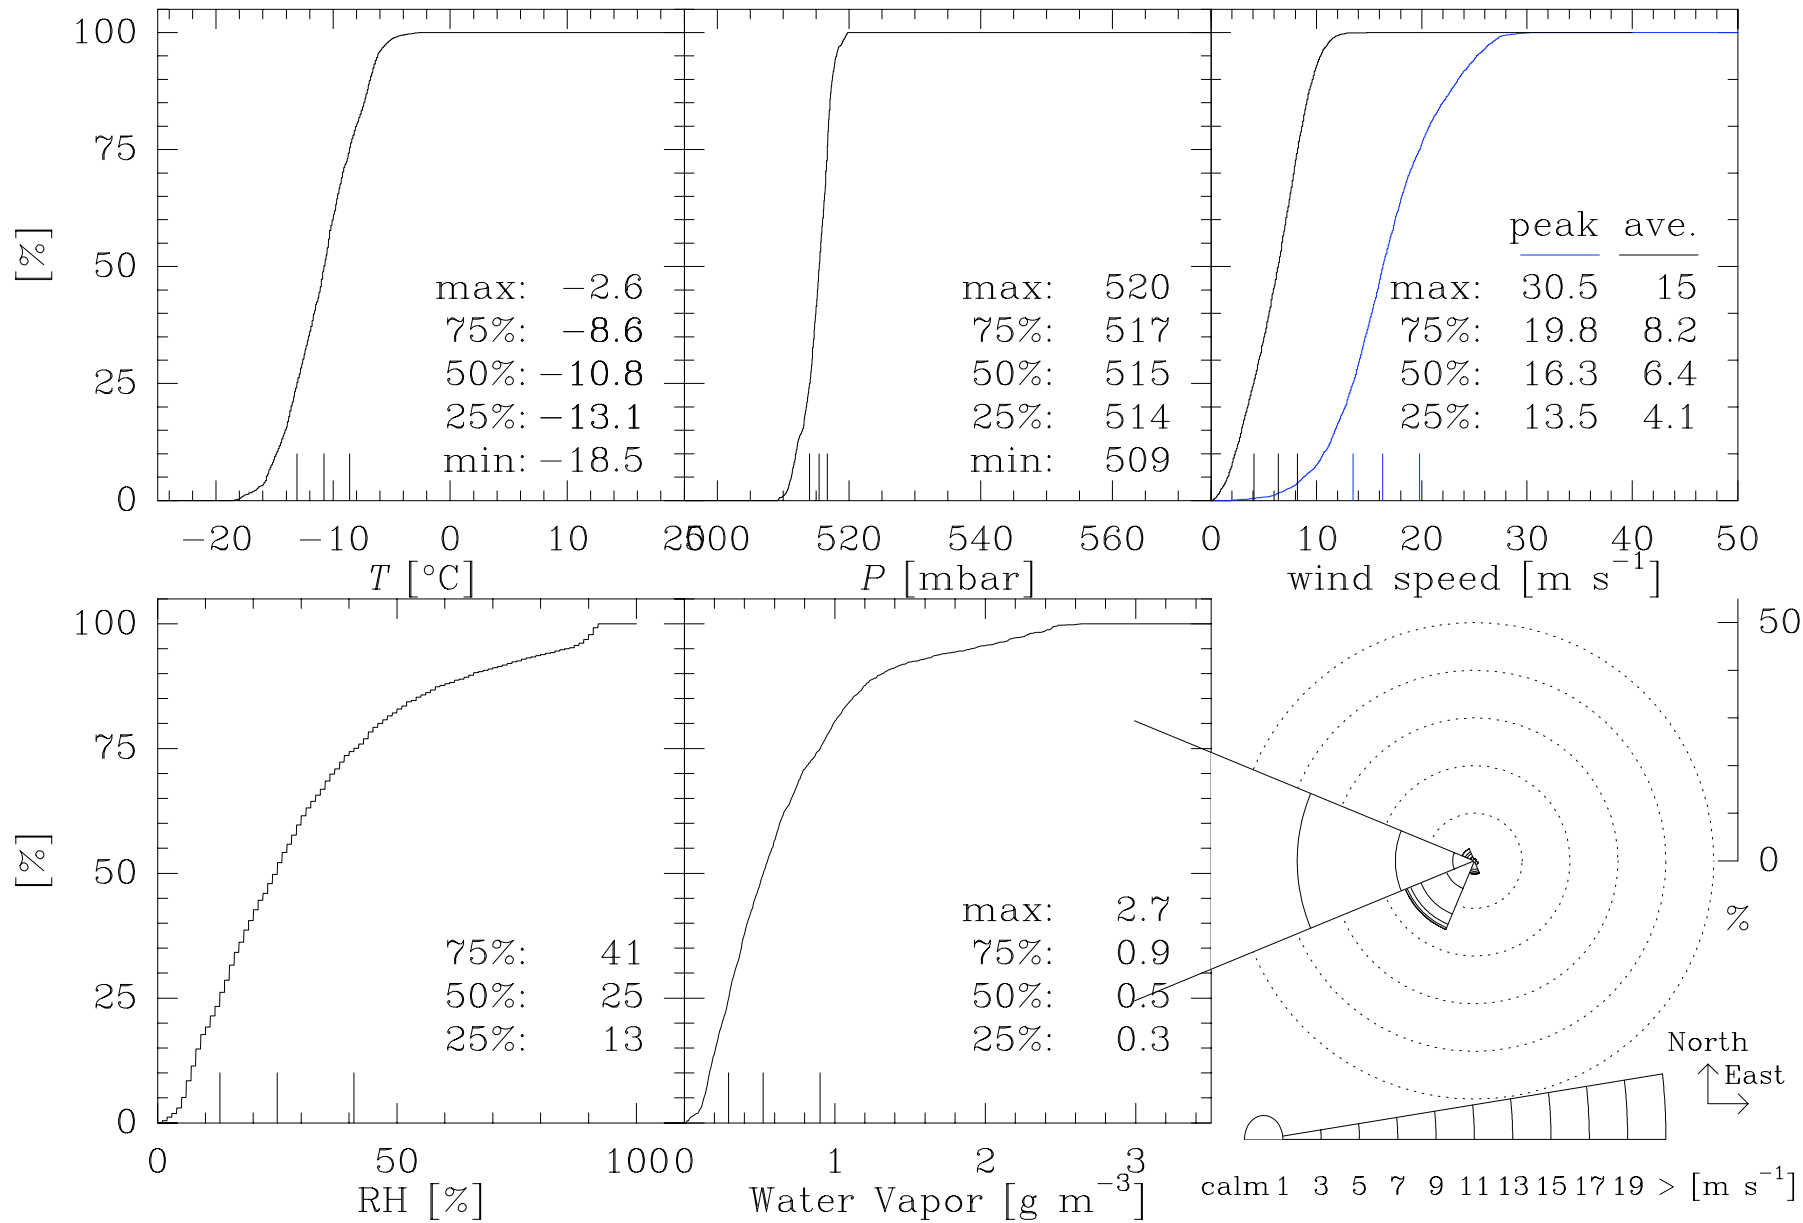 100
75
50
25
0
[%]
max: −2.6
75%: −8.6
50%: −10.8
25%: −13.1
min: −18.5
−20 −10 0 10 20
T [°C]
max: 520
75%: 517
50%: 515
25%: 514
min: 509
500 520 540 560
P [mbar]
peak ave.
max: 30.5 15
75%: 19.8 8.2
50%: 16.3 6.4
25%: 13.5 4.1
0 10 20 30 40 50
wind speed [m s⁻¹]
100
75
50
25
0
[%]
75%: 41
50%: 25
25%: 13
0 50 100
RH [%]
max: 2.7
75%: 0.9
50%: 0.5
25%: 0.3
0 1 2 3
Water Vapor [g m⁻³]
50
0
%
North
East
calm 1 3 5 7 9 11 13 15 17 19 > [m s⁻¹]